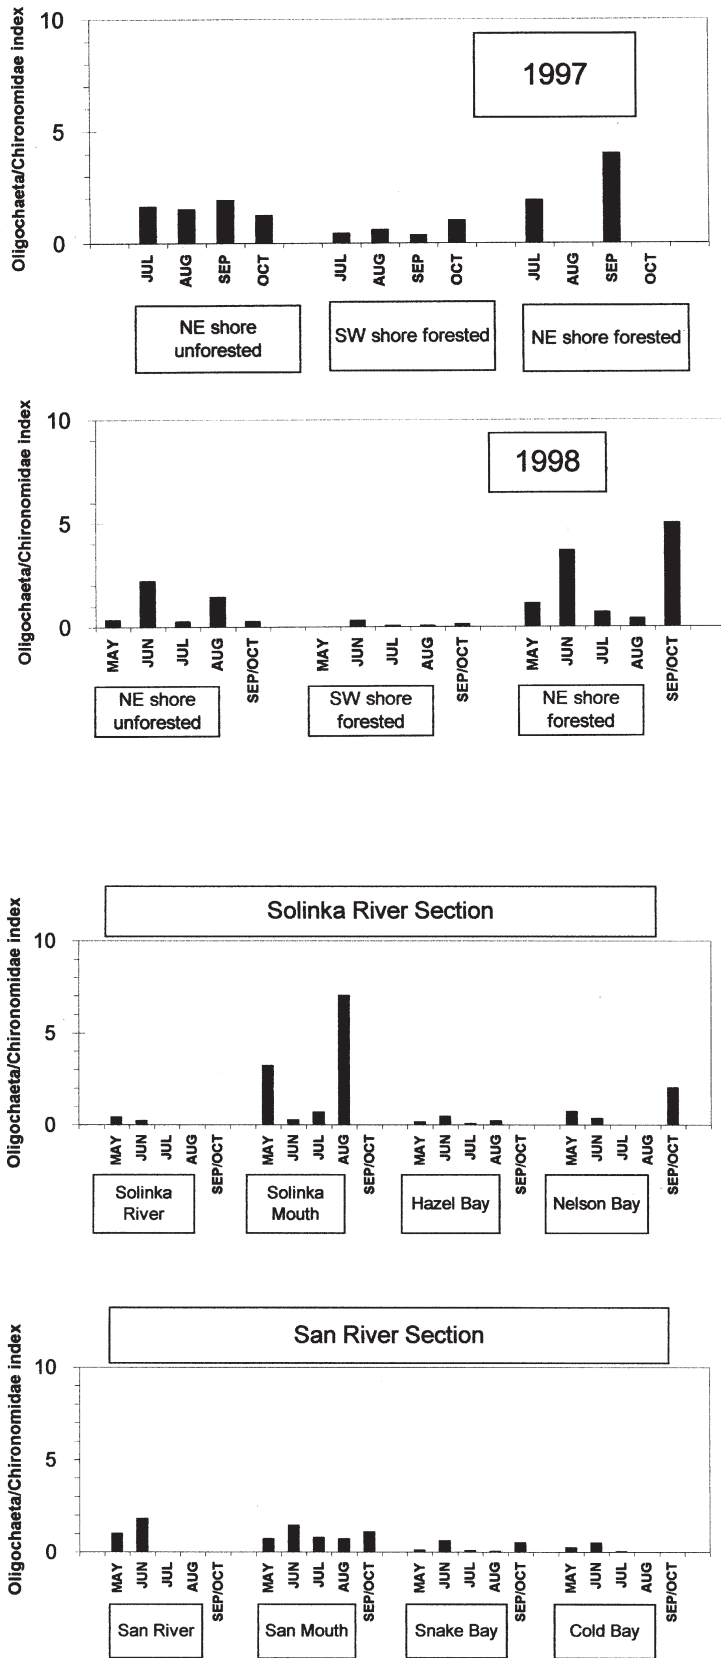 Oligochaeta/Chironomidae index
10
5
0
1997
JUL AUG SEP OCT JUL AUG SEP OCT JUL AUG SEP OCT
NE shore
unforested
SW shore forested
NE shore forested
Oligochaeta/Chironomidae index
10
5
0
1998
MAY JUN JUL AUG SEP/OCT MAY JUN JUL AUG SEP/OCT MAY JUN JUL AUG SEP/OCT
NE shore
unforested
SW shore
forested
NE shore
forested
Solinka River Section
Oligochaeta/Chironomidae index
10
5
0
MAY JUN JUL AUG SEP/OCT MAY JUN JUL AUG SEP/OCT MAY JUN JUL AUG SEP/OCT MAY JUN JUL AUG SEP/OCT
Solinka
River
Solinka
Mouth
Hazel Bay
Nelson Bay
San River Section
Oligochaeta/Chironomidae index
10
5
0
MAY JUN JUL AUG SEP/OCT MAY JUN JUL AUG SEP/OCT MAY JUN JUL AUG SEP/OCT MAY JUN JUL AUG SEP/OCT
San River
San Mouth
Snake Bay
Cold Bay